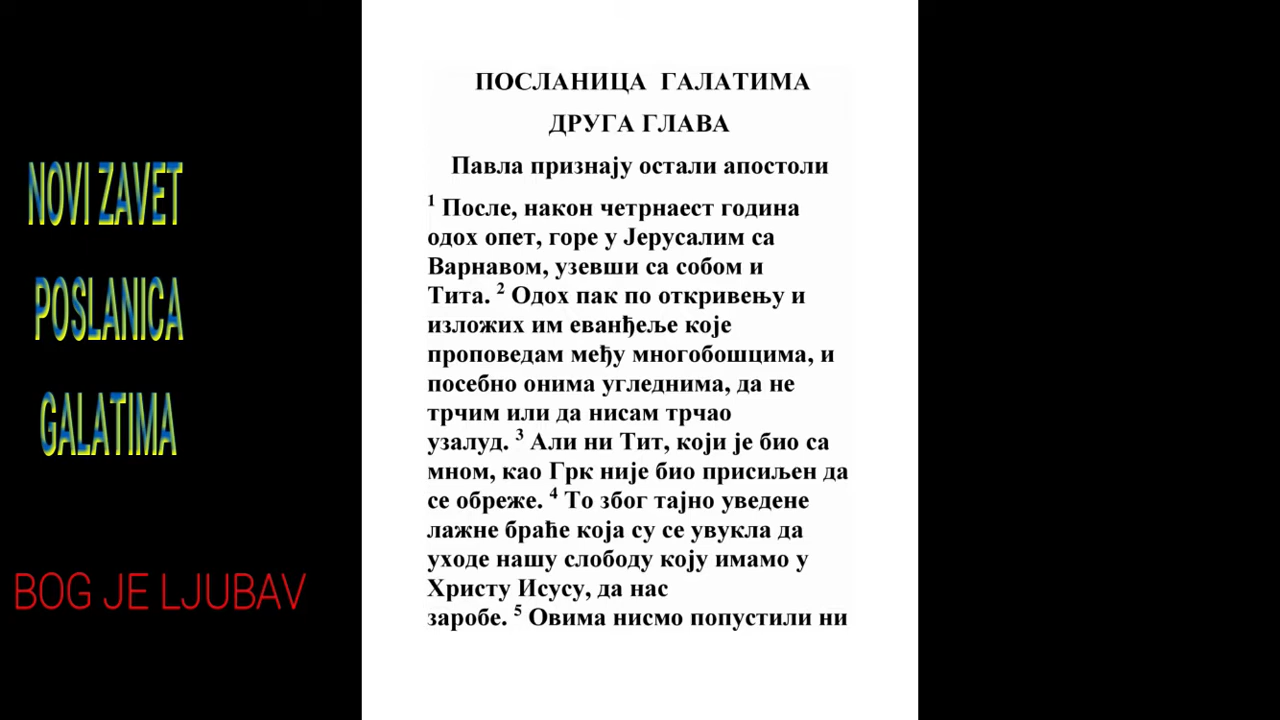 NOVI ZAVET
POSLANICA
GALATIMA
BOG JE LJUBAV
ПОСЛАНИЦА ГАЛАТИМА
ДРУГА ГЛАВА
Павла признају остали апостоли
1 После, након четрнаест година
одох опет, горе у Јерусалим са
Варнавом, узевши са собом и
Тита. 2 Одох пак по откривењу и
изложих им еванђеље које
проповедам међу многобошцима, и
посебно онима угледнима, да не
трчим или да нисам трчао
узалуд. 3 Али ни Тит, који је био са
мном, као Грк није био присиљен да
се обреже. 4 То због тајно уведене
лажне браће која су се увукла да
уходе нашу слободу коју имамо у
Христу Исусу, да нас
заробе. 5 Овима нисмо попустили ни